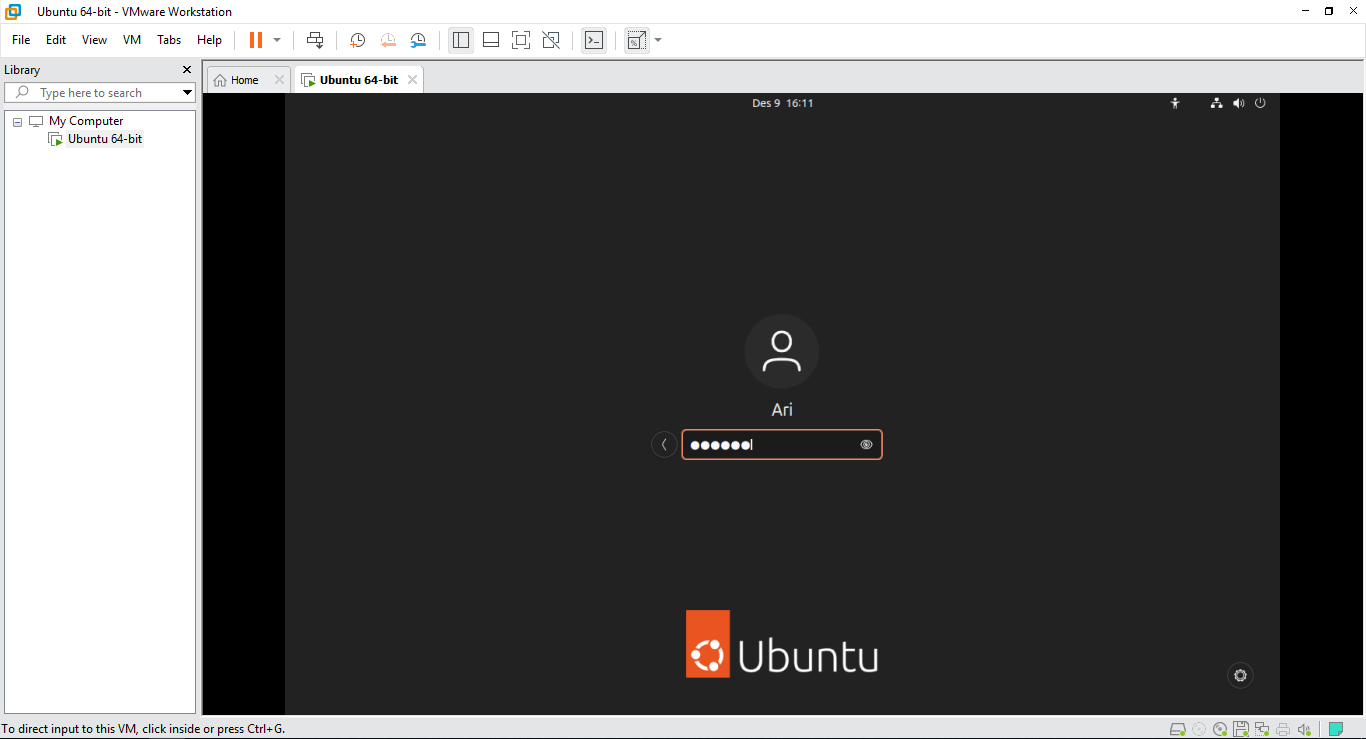 Ubuntu 64-bit - VMware Workstation
File Edit View VM Tabs Help
Library
Type here to search
My Computer
Ubuntu 64-bit
Home
Ubuntu 64-bit
Des 9 16:11
Ari
Ubuntu
To direct input to this VM, click inside or press Ctrl+G.